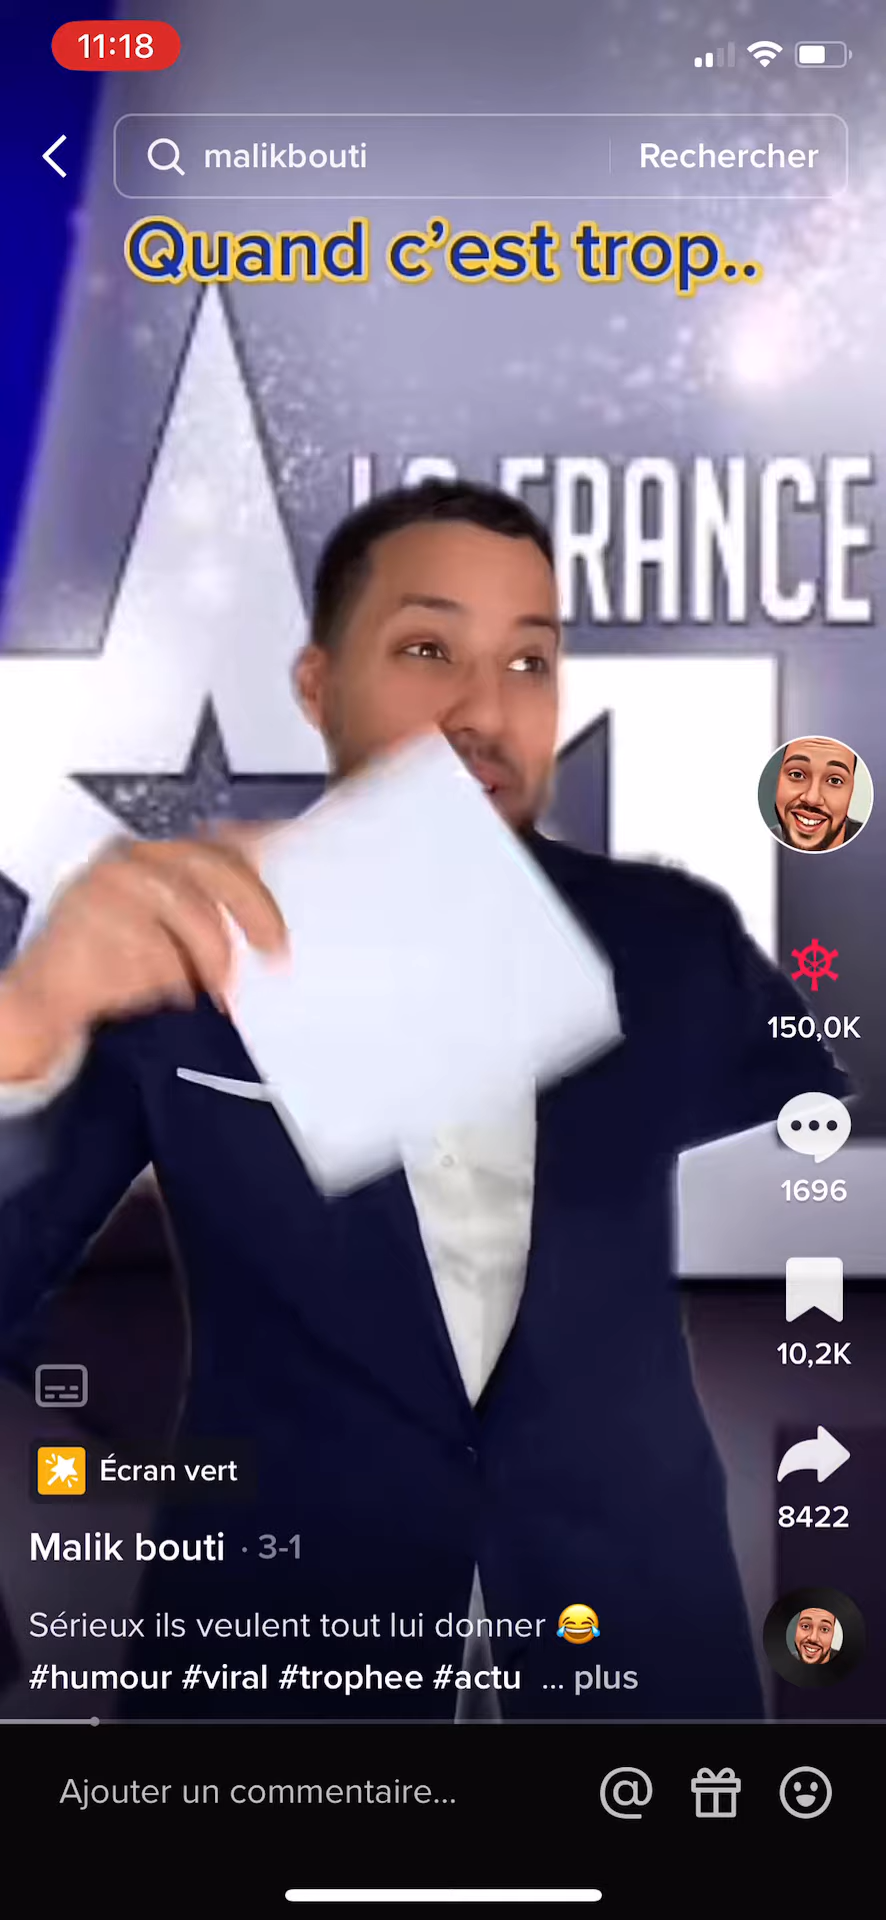 11:18
malikbouti
Rechercher
Quand c’est trop..
FRANCE
150,0K
1696
10,2K
Écran vert
8422
Malik bouti · 3-1
Sérieux ils veulent tout lui donner 😂
#humour #viral #trophee #actu ... plus
Ajouter un commentaire...